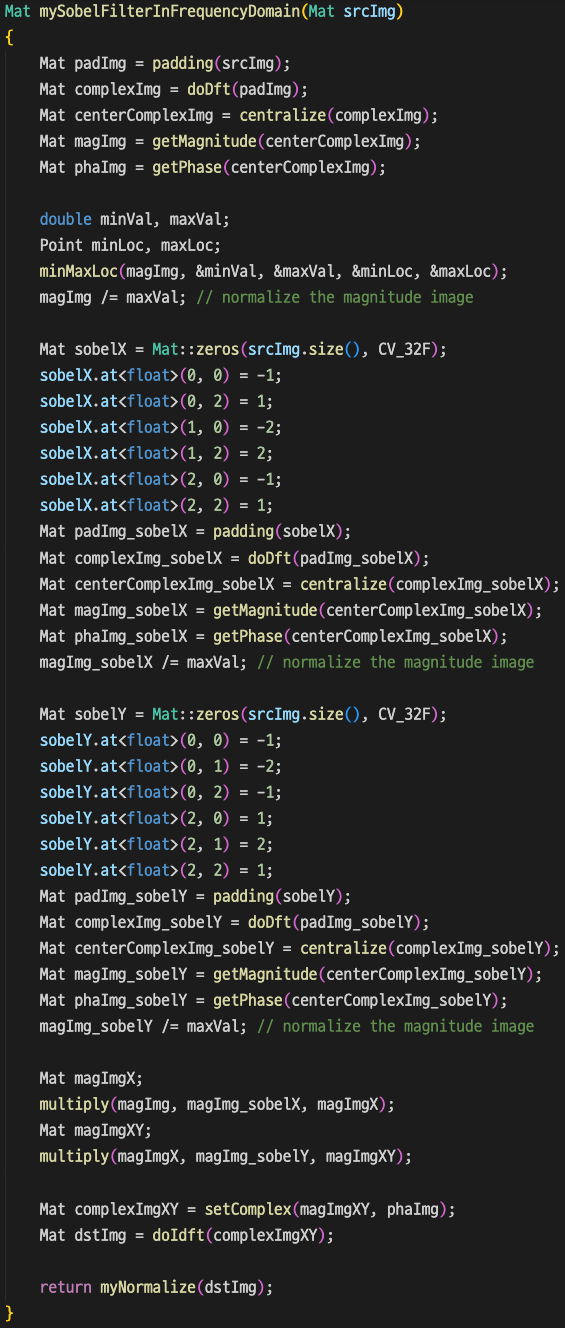 Mat mySobelFilterInFrequencyDomain(Mat srcImg)
{
    Mat padImg = padding(srcImg);
    Mat complexImg = doDft(padImg);
    Mat centerComplexImg = centralize(complexImg);
    Mat magImg = getMagnitude(centerComplexImg);
    Mat phaImg = getPhase(centerComplexImg);

    double minVal, maxVal;
    Point minLoc, maxLoc;
    minMaxLoc(magImg, &minVal, &maxVal, &minLoc, &maxLoc);
    magImg /= maxVal; // normalize the magnitude image

    Mat sobelX = Mat::zeros(srcImg.size(), CV_32F);
    sobelX.at<float>(0, 0) = -1;
    sobelX.at<float>(0, 2) = 1;
    sobelX.at<float>(1, 0) = -2;
    sobelX.at<float>(1, 2) = 2;
    sobelX.at<float>(2, 0) = -1;
    sobelX.at<float>(2, 2) = 1;
    Mat padImg_sobelX = padding(sobelX);
    Mat complexImg_sobelX = doDft(padImg_sobelX);
    Mat centerComplexImg_sobelX = centralize(complexImg_sobelX);
    Mat magImg_sobelX = getMagnitude(centerComplexImg_sobelX);
    Mat phaImg_sobelX = getPhase(centerComplexImg_sobelX);
    magImg_sobelX /= maxVal; // normalize the magnitude image

    Mat sobelY = Mat::zeros(srcImg.size(), CV_32F);
    sobelY.at<float>(0, 0) = -1;
    sobelY.at<float>(0, 1) = -2;
    sobelY.at<float>(0, 2) = -1;
    sobelY.at<float>(2, 0) = 1;
    sobelY.at<float>(2, 1) = 2;
    sobelY.at<float>(2, 2) = 1;
    Mat padImg_sobelY = padding(sobelY);
    Mat complexImg_sobelY = doDft(padImg_sobelY);
    Mat centerComplexImg_sobelY = centralize(complexImg_sobelY);
    Mat magImg_sobelY = getMagnitude(centerComplexImg_sobelY);
    Mat phaImg_sobelY = getPhase(centerComplexImg_sobelY);
    magImg_sobelY /= maxVal; // normalize the magnitude image

    Mat magImgX;
    multiply(magImg, magImg_sobelX, magImgX);
    Mat magImgXY;
    multiply(magImgX, magImg_sobelY, magImgXY);

    Mat complexImgXY = setComplex(magImgXY, phaImg);
    Mat dstImg = doIdft(complexImgXY);

    return myNormalize(dstImg);
}